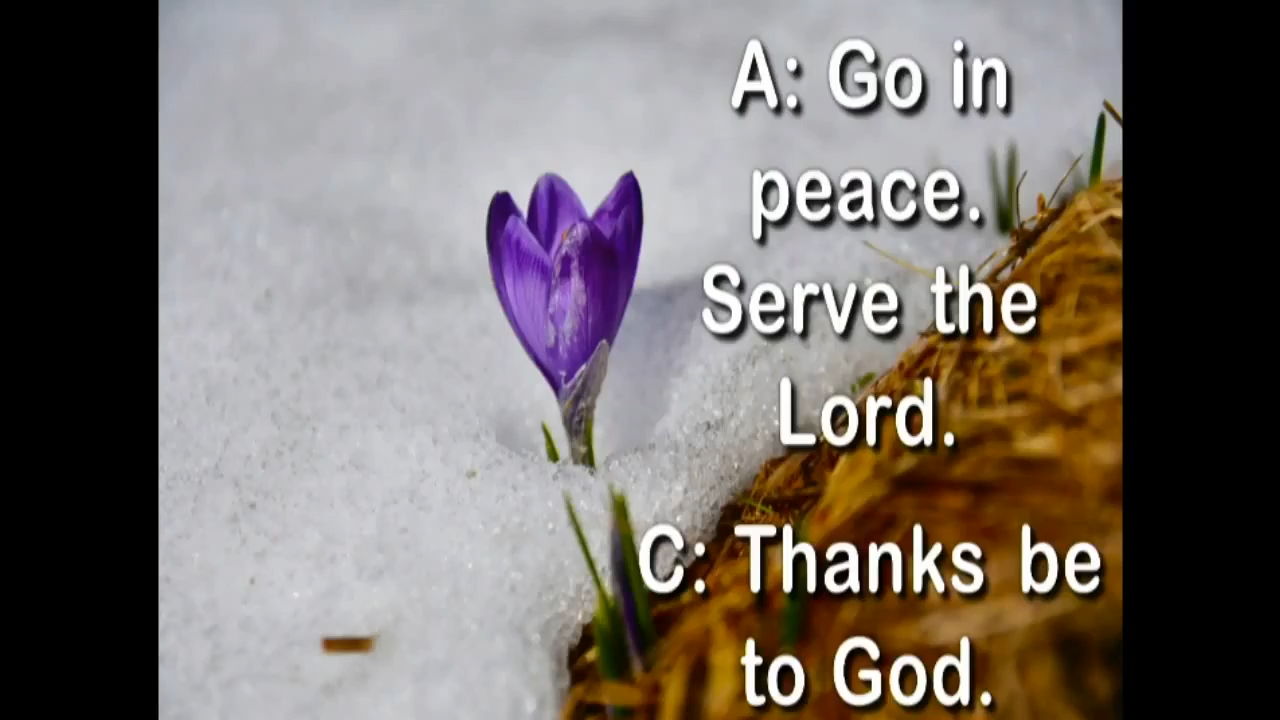 A: Go in
peace.
Serve the
Lord.
C: Thanks be
to God.